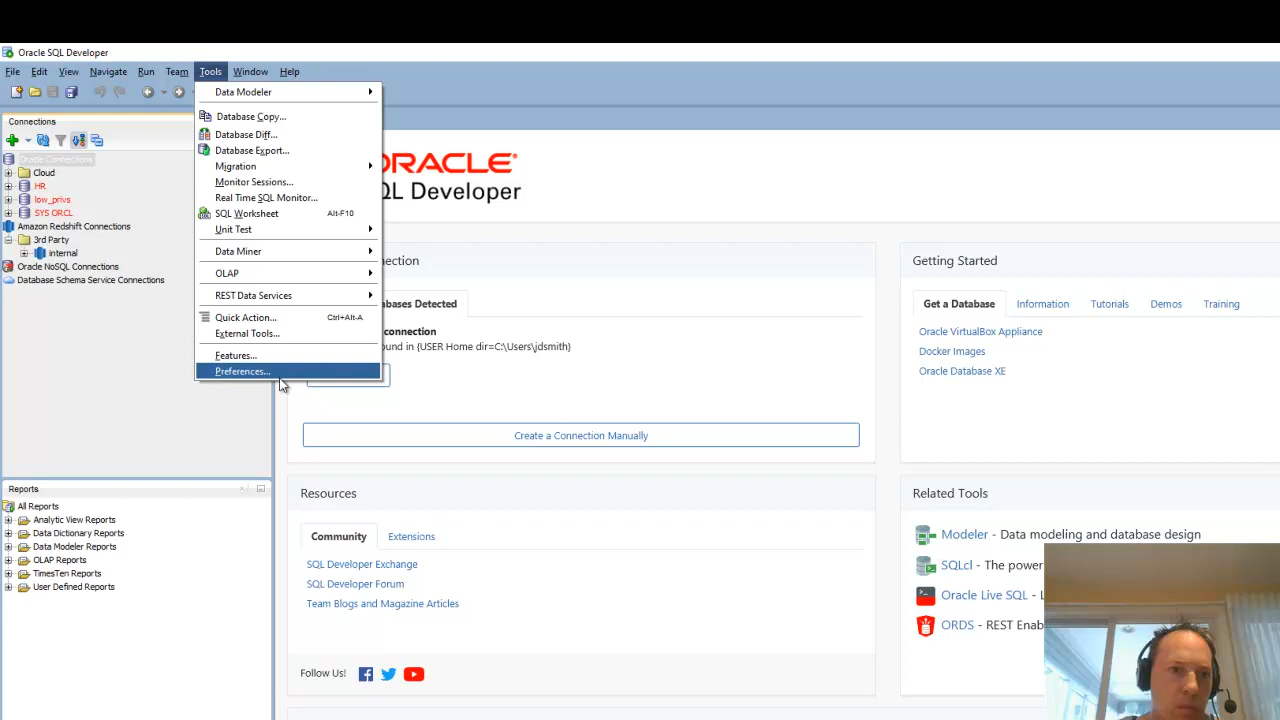 Oracle SQL Developer
File Edit View Navigate Run Team Tools Window Help
Connections
Oracle Connections
Cloud
HR
low_privs
SYS ORCL
Amazon Redshift Connections
3rd Party
internal
Oracle NoSQL Connections
Database Schema Service Connections
Data Modeler
Database Copy...
Database Diff...
Database Export...
Migration
Monitor Sessions...
Real Time SQL Monitor...
SQL Worksheet Alt-F10
Unit Test
Data Miner
OLAP
REST Data Services
Quick Action... Ctrl+Alt-A
External Tools...
Features...
Preferences...
Reports
All Reports
Analytic View Reports
Data Dictionary Reports
Data Modeler Reports
OLAP Reports
TimesTen Reports
User Defined Reports
ORACLE
QL Developer
nection
abases Detected
connection
und in {USER Home dir=C:\Users\jdsmith}
Create a Connection Manually
Resources
Community Extensions
SQL Developer Exchange
SQL Developer Forum
Team Blogs and Magazine Articles
Follow Us!
Getting Started
Get a Database Information Tutorials Demos Training
Oracle VirtualBox Appliance
Docker Images
Oracle Database XE
Related Tools
Modeler - Data modeling and database design
SQLcl - The power
Oracle Live SQL - L
ORDS - REST Enab